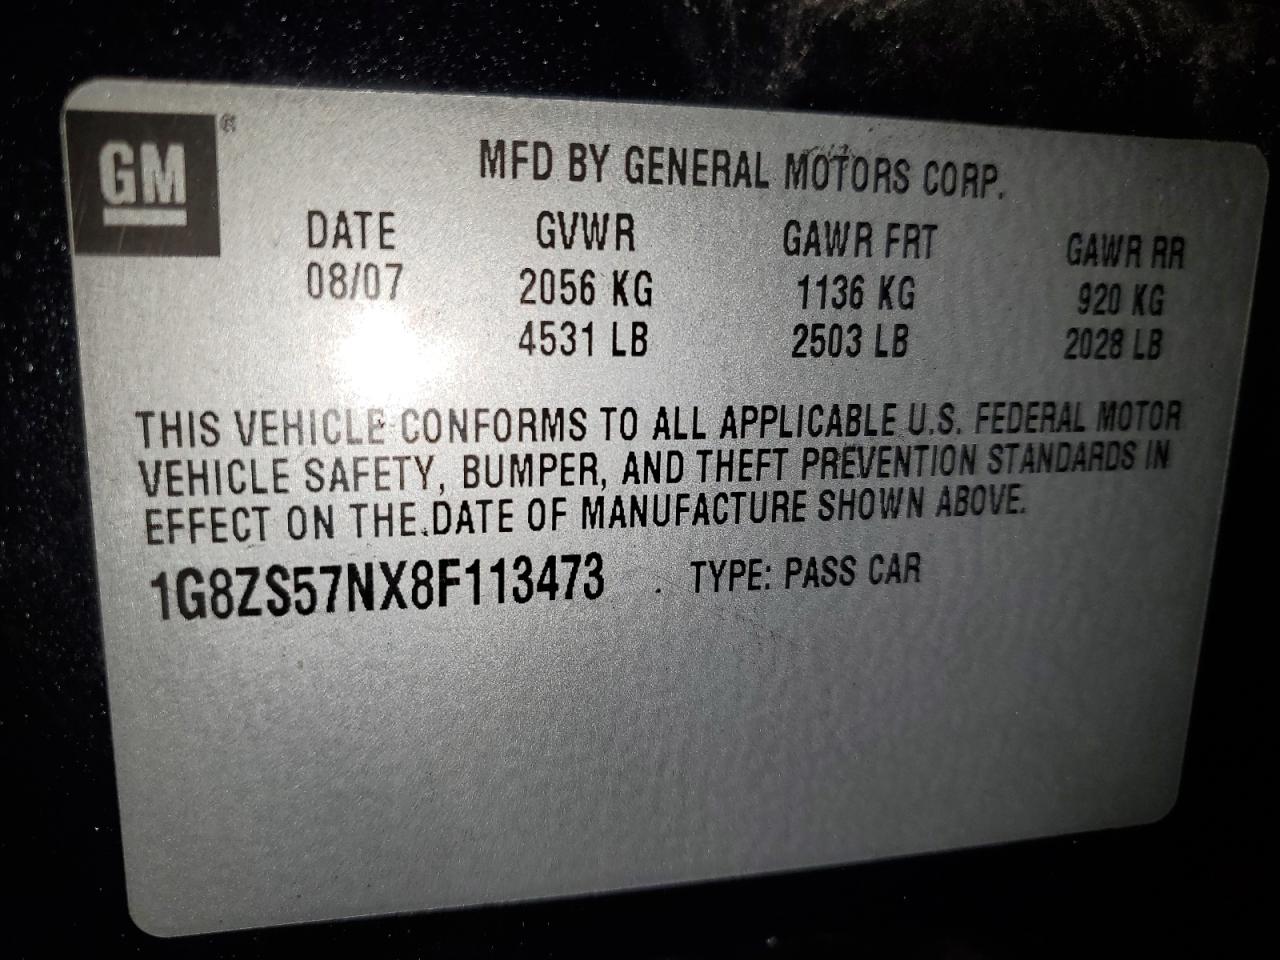 GM®
MFD BY GENERAL MOTORS CORP.
DATE GVWR GAWR FRT GAWR RR
08/07 2056 KG 1136 KG 920 KG
4531 LB 2503 LB 2028 LB
THIS VEHICLE CONFORMS TO ALL APPLICABLE U.S. FEDERAL MOTOR
VEHICLE SAFETY, BUMPER, AND THEFT PREVENTION STANDARDS IN
EFFECT ON THE DATE OF MANUFACTURE SHOWN ABOVE.
1G8ZS57NX8F113473 TYPE: PASS CAR